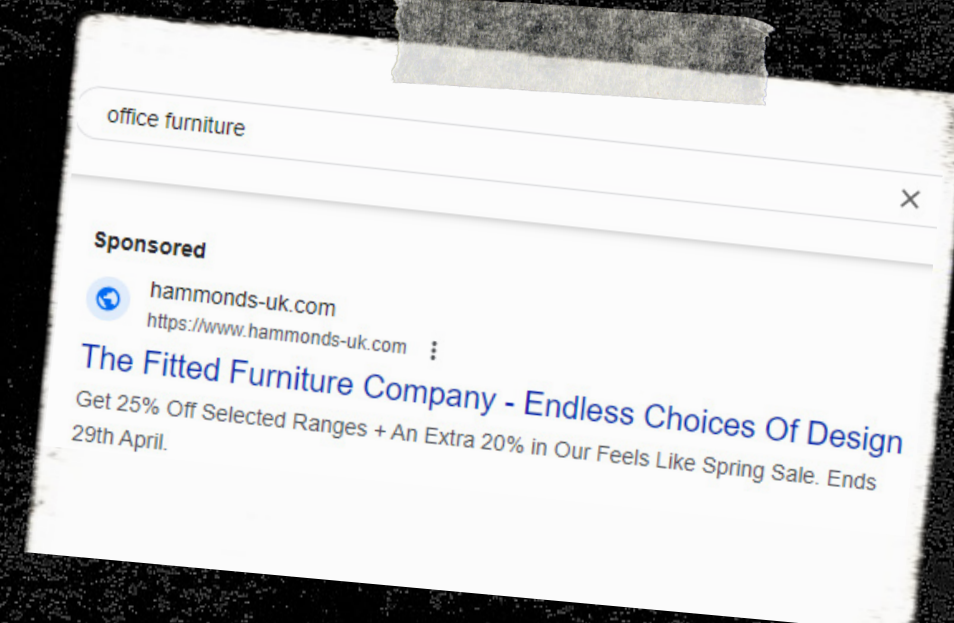 office furniture
Sponsored
hammonds-uk.com
https://www.hammonds-uk.com
The Fitted Furniture Company - Endless Choices Of Design
Get 25% Off Selected Ranges + An Extra 20% in Our Feels Like Spring Sale. Ends
29th April.